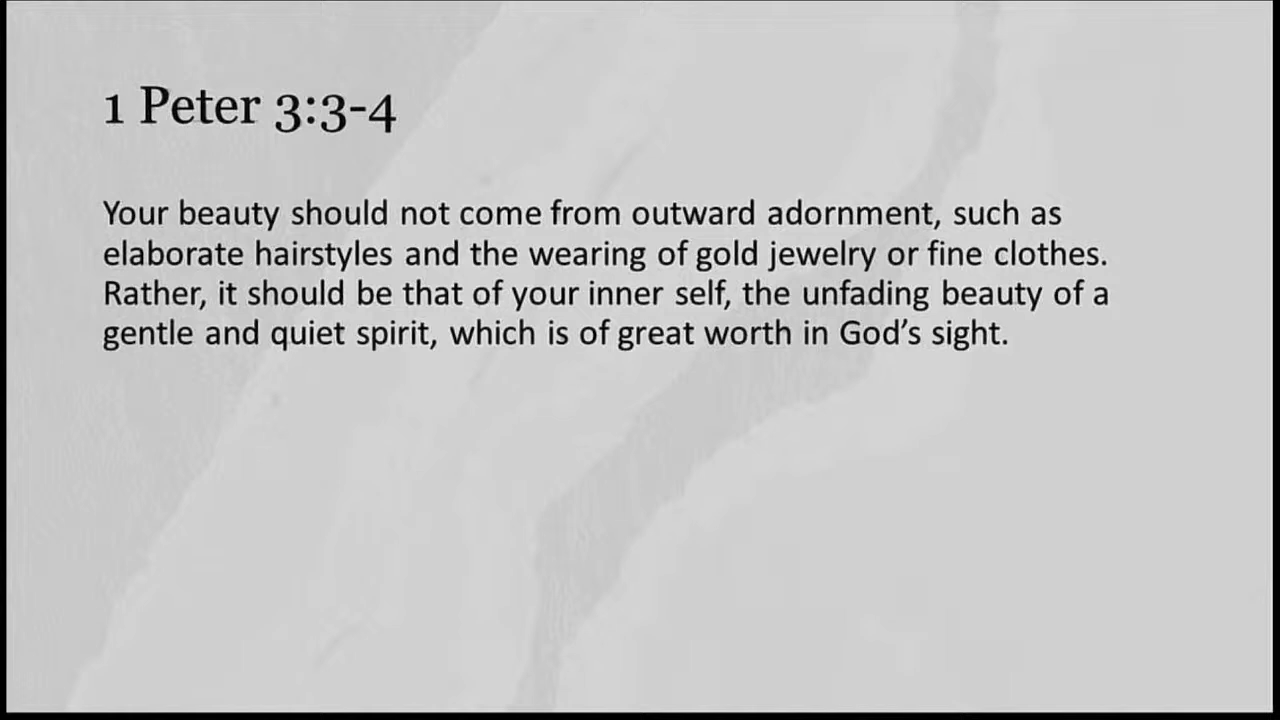 1 Peter 3:3-4
Your beauty should not come from outward adornment, such as
elaborate hairstyles and the wearing of gold jewelry or fine clothes.
Rather, it should be that of your inner self, the unfading beauty of a
gentle and quiet spirit, which is of great worth in God’s sight.